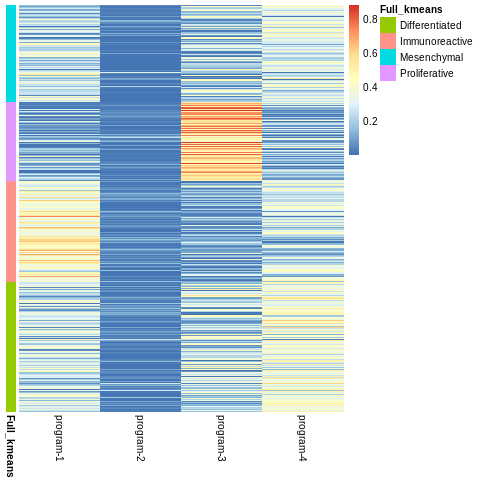 Full_kmeans
Differentiated
Immunoreactive
Mesenchymal
Proliferative
0.8
0.6
0.4
0.2
Full_kmeans
program-1
program-2
program-3
program-4